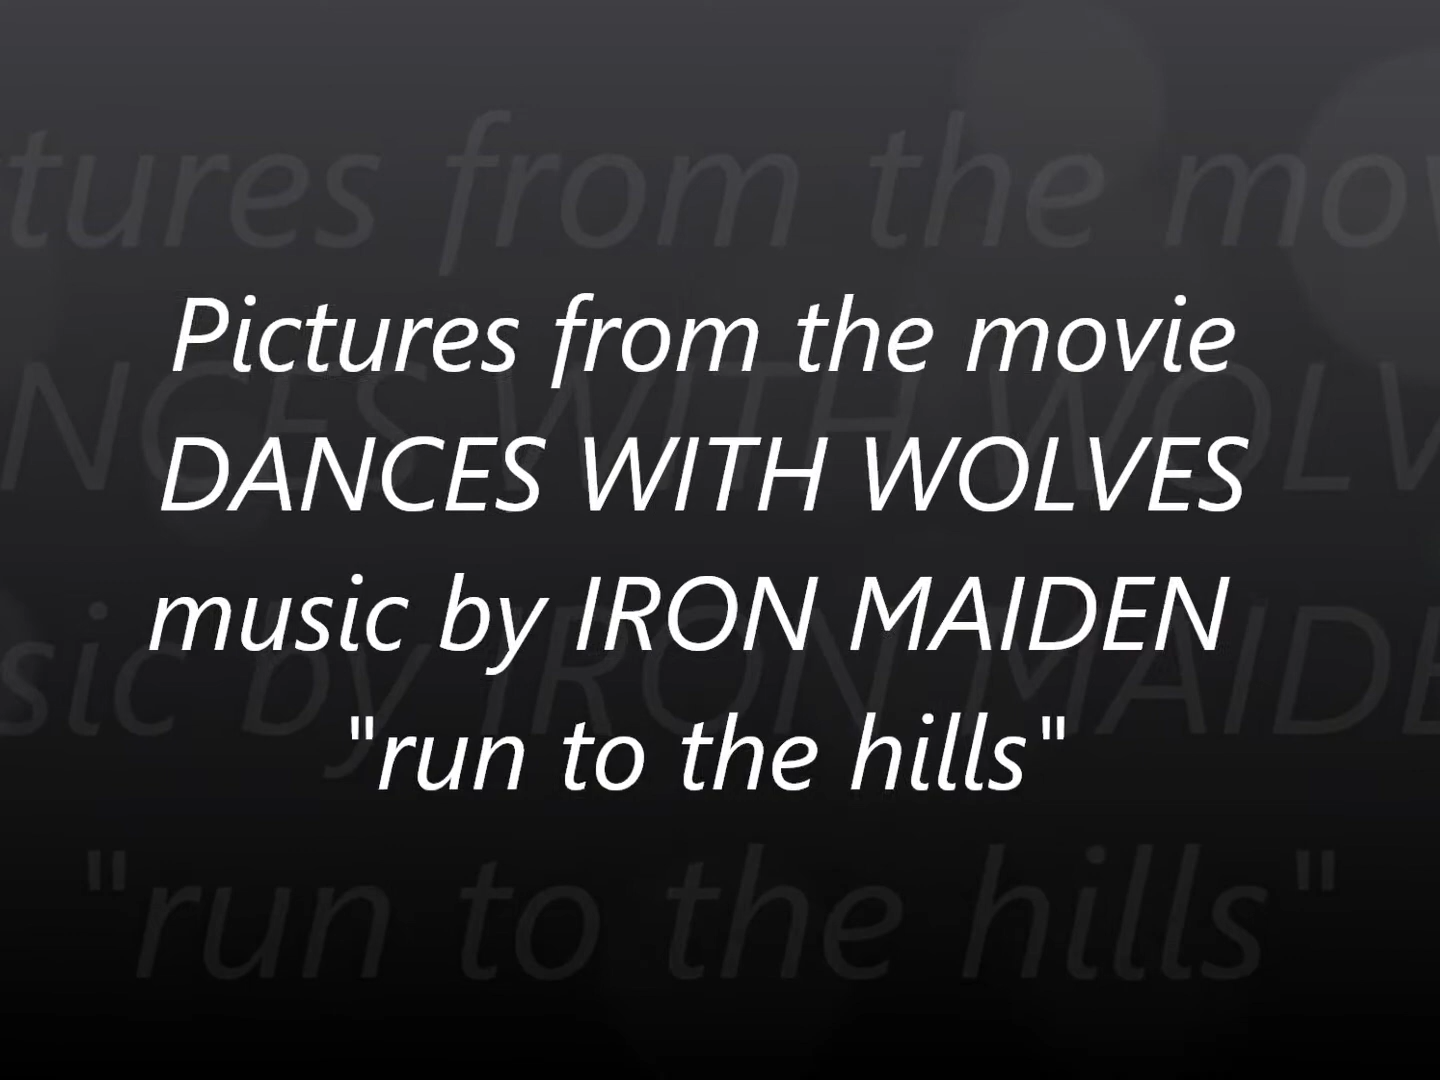 Pictures from the movie
DANCES WITH WOLVES
music by IRON MAIDEN
"run to the hills"